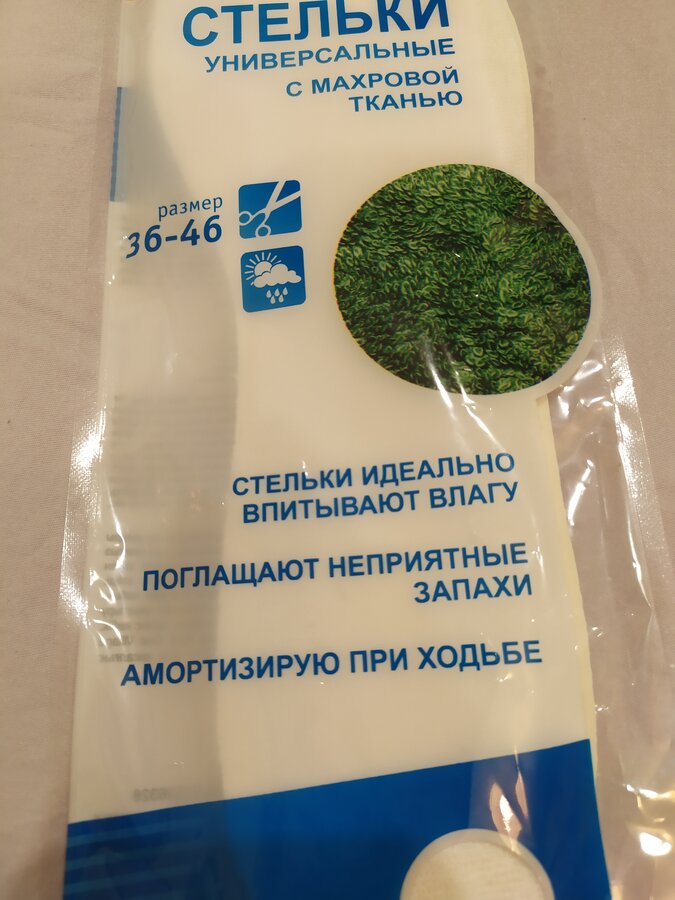 СТЕЛЬКИ
УНИВЕРСАЛЬНЫЕ
С МАХРОВОЙ
ТКАНЬЮ
размер
36-46
СТЕЛЬКИ ИДЕАЛЬНО
ВПИТЫВАЮТ ВЛАГУ
ПОГЛАЩАЮТ НЕПРИЯТНЫЕ
ЗАПАХИ
АМОРТИЗИРУЮ ПРИ ХОДЬБЕ